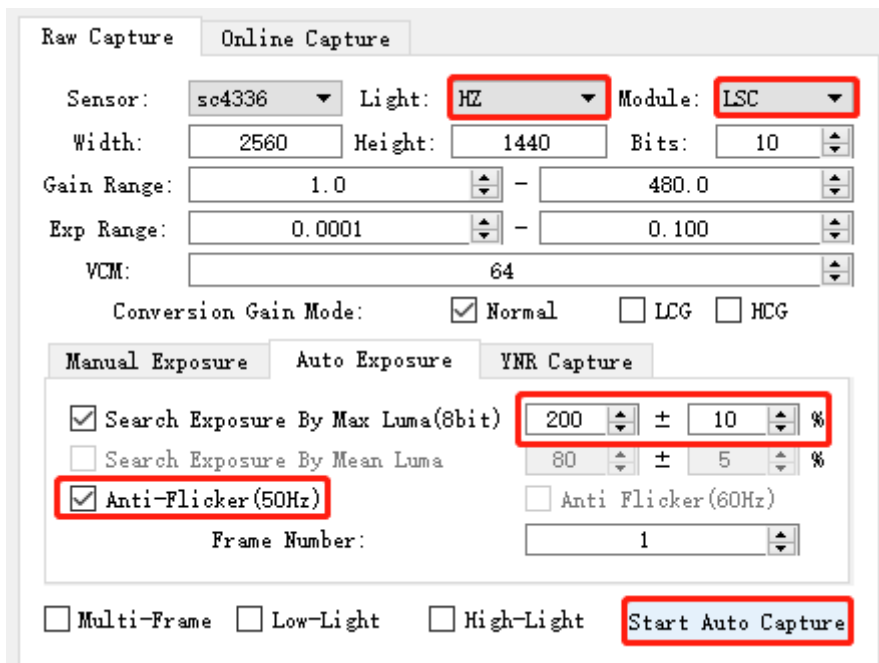 Raw Capture Online Capture
Sensor: sc4336 Light: HZ Module: LSC
Width: 2560 Height: 1440 Bits: 10
Gain Range: 1.0 - 480.0
Exp Range: 0.0001 - 0.100
VCM: 64
Conversion Gain Mode: Normal LCG HCG
Manual Exposure Auto Exposure YNR Capture
Search Exposure By Max Luma(8bit) 200 ± 10 %
Search Exposure By Mean Luma 80 ± 5 %
Anti-Flicker(50Hz) Anti Flicker(60Hz)
Frame Number: 1
Multi-Frame Low-Light High-Light Start Auto Capture